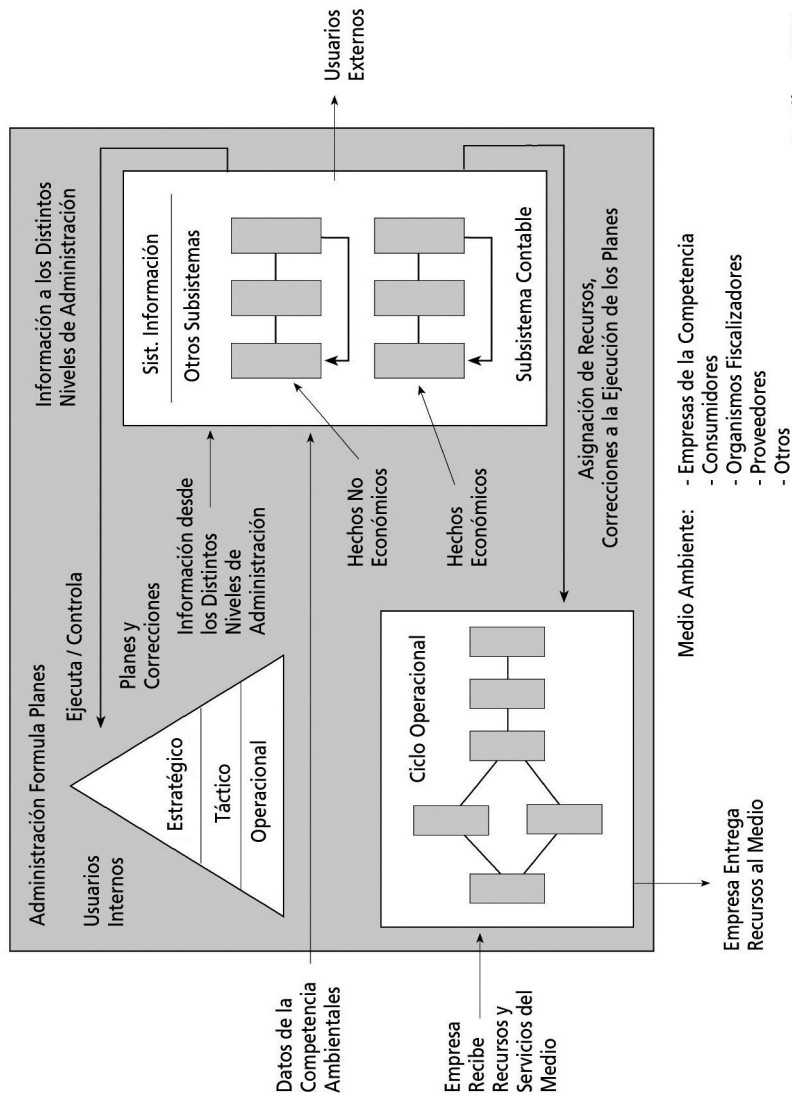 Administración Formula Planes
Ejecuta / Controla
Información a los Distintos
Niveles de Administración
Usuarios
Internos
Estratégico
Táctico
Operacional
Planes y
Correcciones
Información desde
los Distintos
Niveles de
Administración
Sist. Información
Otros Subsistemas
Subsistema Contable
Usuarios
Externos
Datos de la
Competencia
Ambientales
Hechos No
Económicos
Hechos
Económicos
Empresa
Recibe
Recursos y
Servicios del
Medio
Ciclo Operacional
Asignación de Recursos,
Correcciones a la Ejecución de los Planes
Empresa Entrega
Recursos al Medio
Medio Ambiente:
- Empresas de la Competencia
- Consumidores
- Organismos Fiscalizadores
- Proveedores
- Otros